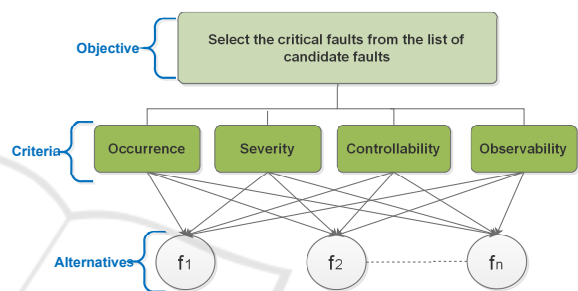 Objective
Select the critical faults from the list of
candidate faults
Criteria
Occurrence
Severity
Controllability
Observability
Alternatives
f1
f2
fn